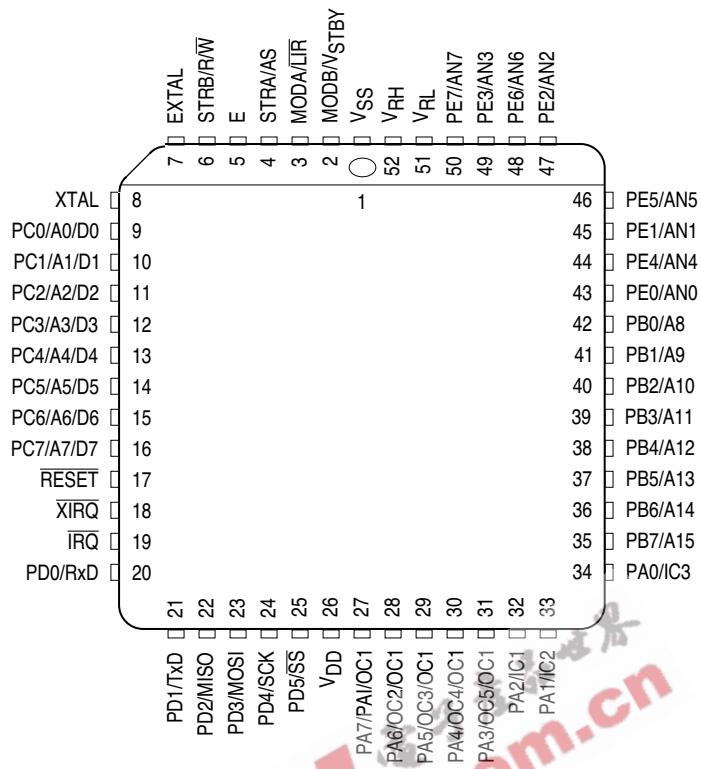 EXTAL
STRB/R/W
E
STRA/AS
MODA/LIR
MODB/VSTBY
VSS
VRH
VRL
PE7/AN7
PE3/AN3
PE6/AN6
PE2/AN2
7
6
5
4
3
2
52
51
50
49
48
47
1
XTAL 8
PC0/A0/D0 9
PC1/A1/D1 10
PC2/A2/D2 11
PC3/A3/D3 12
PC4/A4/D4 13
PC5/A5/D5 14
PC6/A6/D6 15
PC7/A7/D7 16
RESET 17
XIRQ 18
IRQ 19
PD0/RxD 20
46 PE5/AN5
45 PE1/AN1
44 PE4/AN4
43 PE0/AN0
42 PB0/A8
41 PB1/A9
40 PB2/A10
39 PB3/A11
38 PB4/A12
37 PB5/A13
36 PB6/A14
35 PB7/A15
34 PA0/IC3
21
22
23
24
25
26
27
28
29
30
31
32
33
PD1/TxD
PD2/MISO
PD3/MOSI
PD4/SCK
PD5/SS
VDD
PA7/PAI/OC1
PA6/OC2/OC1
PA5/OC3/OC1
PA4/OC4/OC1
PA3/OC5/OC1
PA2/IC1
PA1/IC2
m.cn